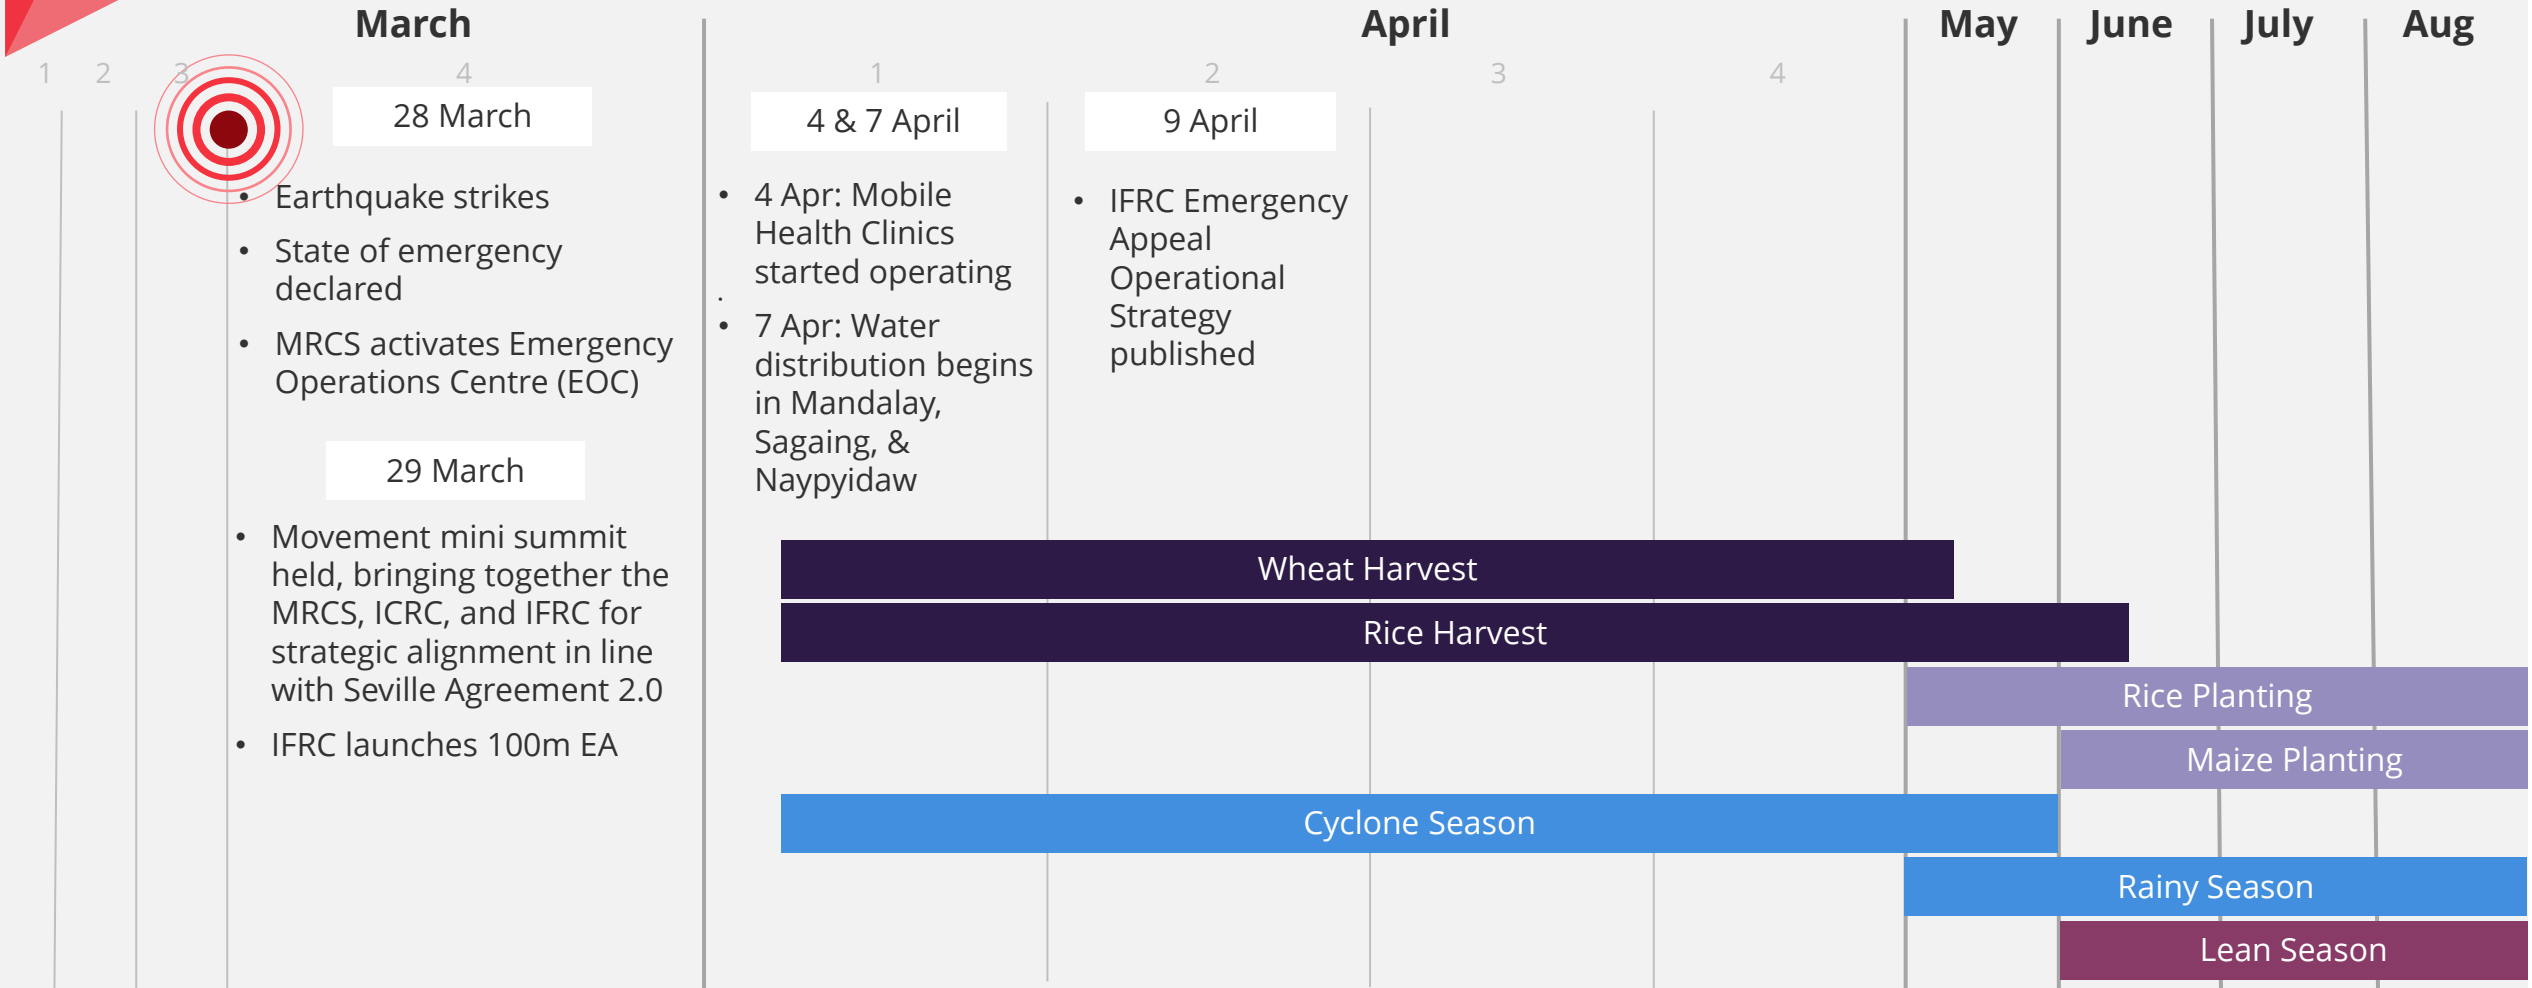 March
April
May
June
July
Aug
1
2
3
4
1
2
3
4
28 March
• Earthquake strikes
• State of emergency
declared
• MRCS activates Emergency
Operations Centre (EOC)
29 March
• Movement mini summit
held, bringing together the
MRCS, ICRC, and IFRC for
strategic alignment in line
with Seville Agreement 2.0
• IFRC launches 100m EA
4 & 7 April
• 4 Apr: Mobile
Health Clinics
started operating
•
• 7 Apr: Water
distribution begins
in Mandalay,
Sagaing, &
Naypyidaw
9 April
• IFRC Emergency
Appeal
Operational
Strategy
published
Wheat Harvest
Rice Harvest
Rice Planting
Maize Planting
Cyclone Season
Rainy Season
Lean Season